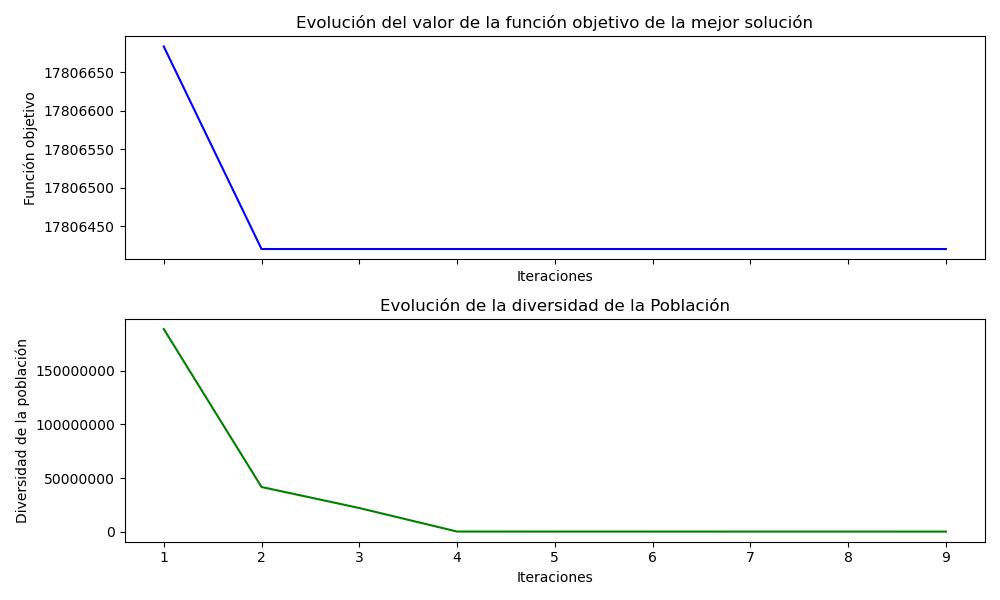 Evolución del valor de la función objetivo de la mejor solución
Función objetivo
17806650
17806600
17806550
17806500
17806450
Iteraciones
Evolución de la diversidad de la Población
Diversidad de la población
150000000
100000000
50000000
0
1 2 3 4 5 6 7 8 9
Iteraciones